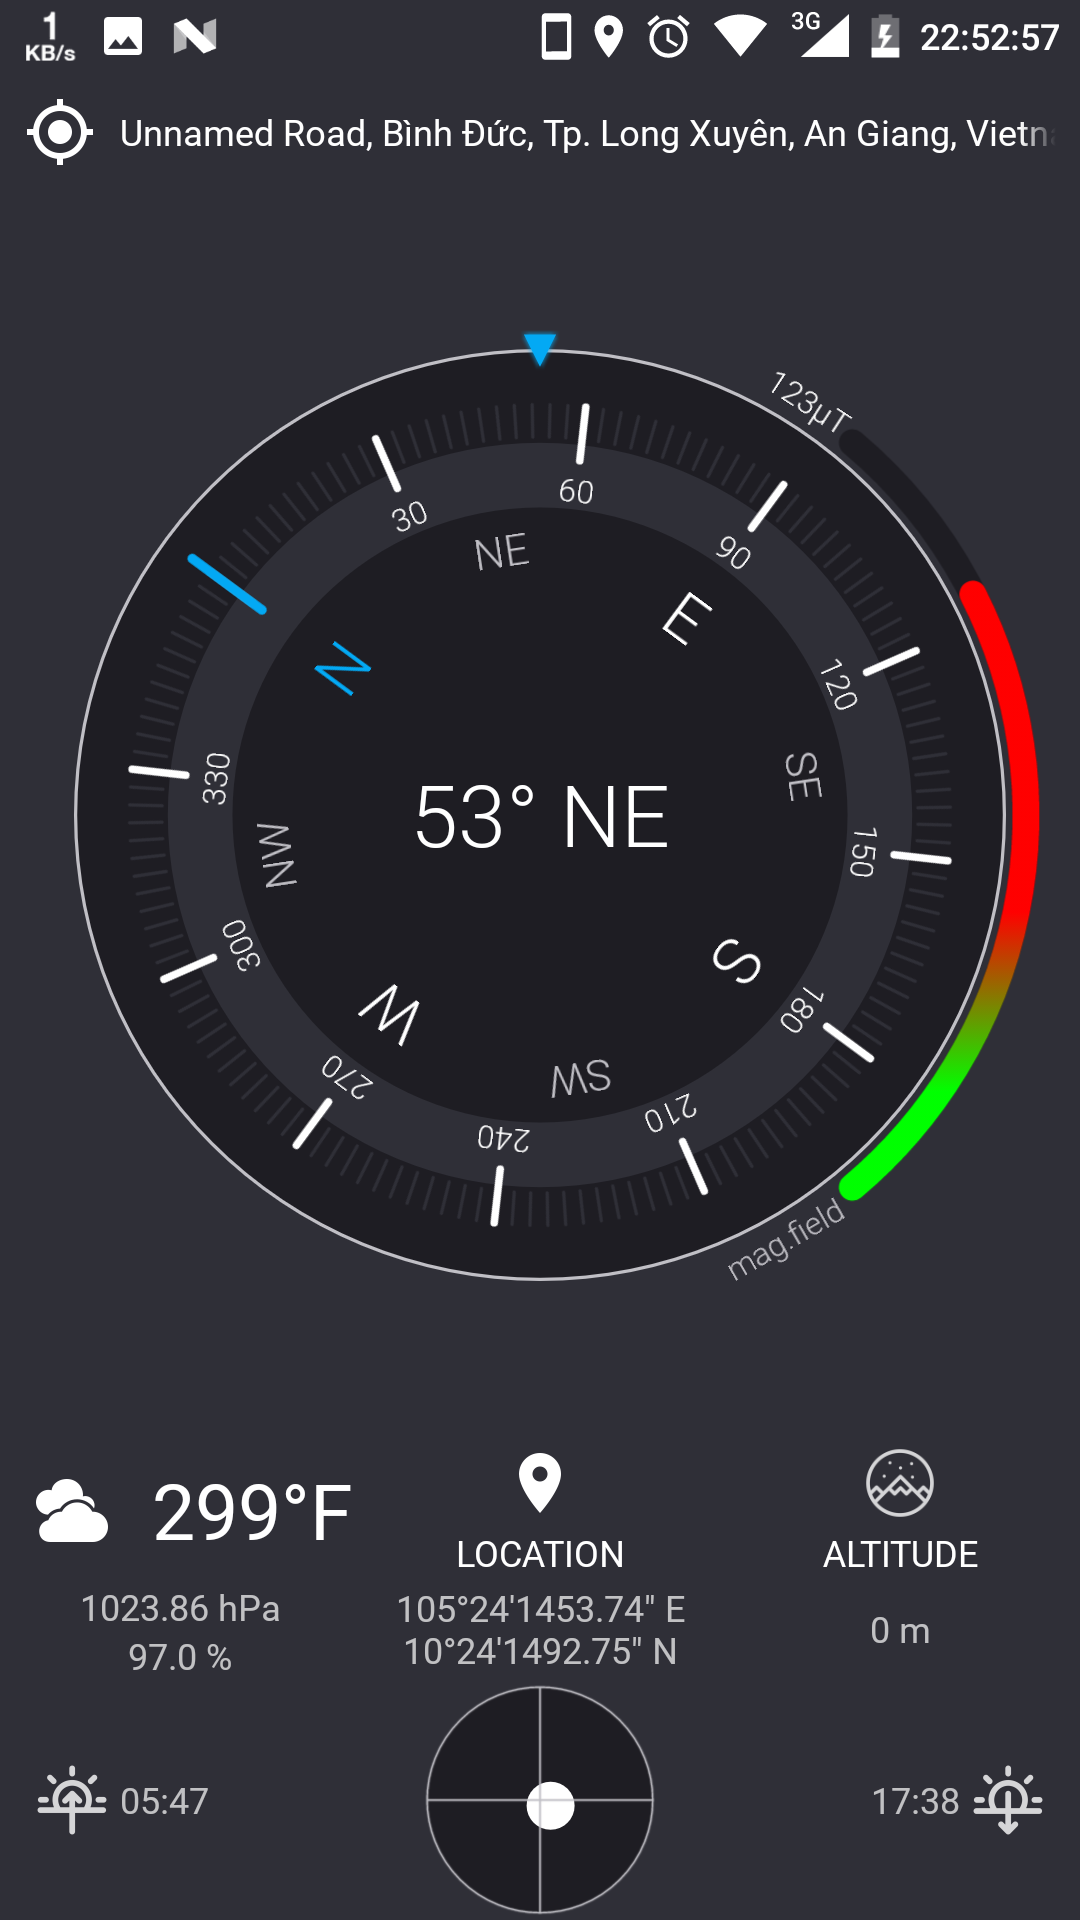 1
KB/s
3G
22:52:57
Unnamed Road, Bình Đức, Tp. Long Xuyên, An Giang, Vietn
123µT
60
30
90
NE
E
N
120
330
SE
53° NE
NW
150
300
S
W
180
270
SW
210
240
mag.field
299°F
LOCATION
ALTITUDE
1023.86 hPa
105°24'1453.74" E
0 m
97.0 %
10°24'1492.75" N
05:47
17:38